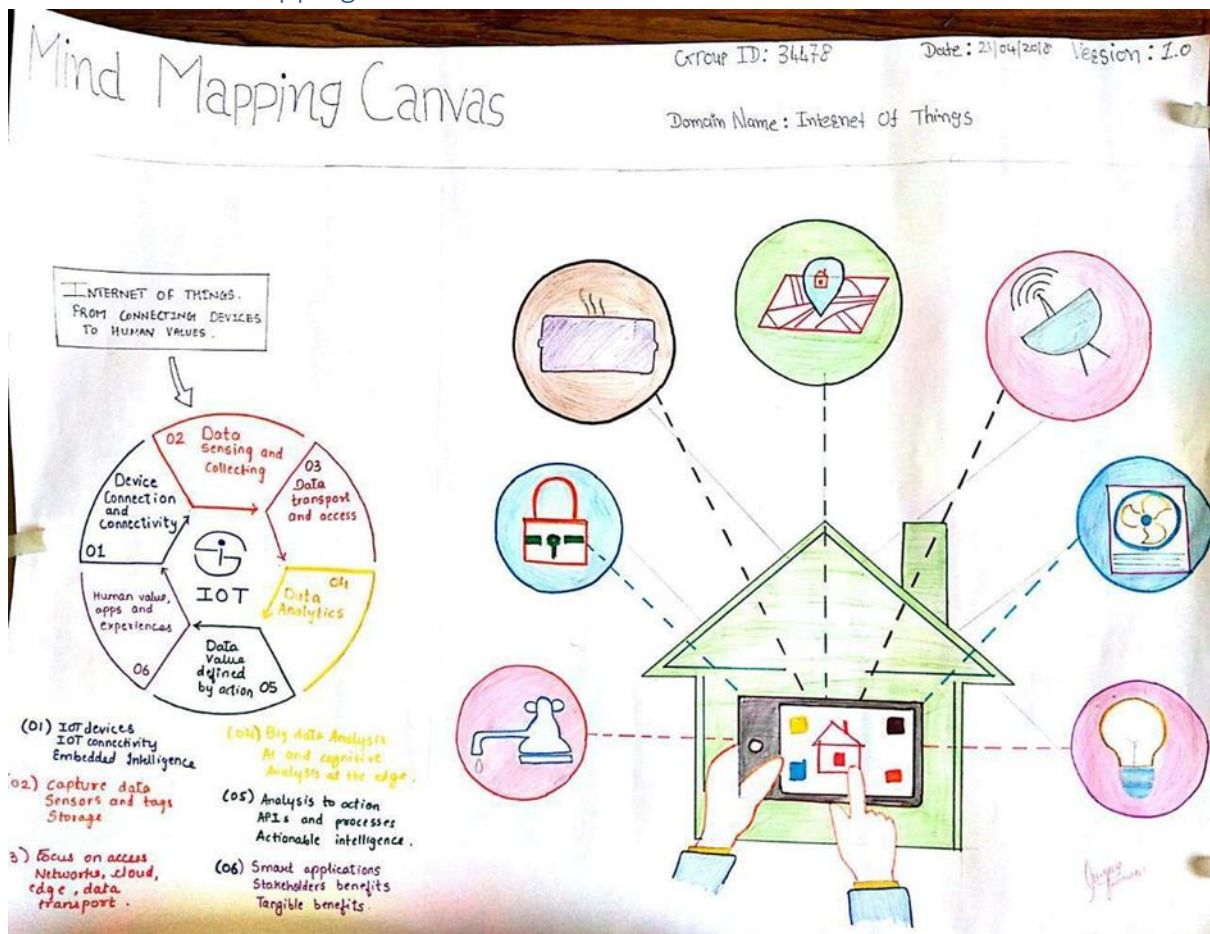 pping
Mind Mapping Canvas
Group ID: 34478
Date: 21/04/2018
Version: 1.0
Domain Name: Internet Of Things
INTERNET OF THINGS.
FROM CONNECTING DEVICES
TO HUMAN VALUES.
02 Data
Sensing and
Collecting
03
Data
transport
and access
Device
Connection
and
Connectivity
01
IOT
04
Data
Analytics
Human value,
apps and
experiences
06
Data
Value
defined
by action 05
(01) IOT devices
IOT connectivity
Embedded Intelligence
02) Capture data
Sensors and tags
Storage
3) Focus on access
Networks, cloud,
edge, data
transport.
(04) Big data Analysis
AI and cognitive
Analysis at the edge.
(05) Analysis to action
APIs and processes
Actionable intelligence.
(06) Smart applications
Stakeholders benefits
Tangible benefits.